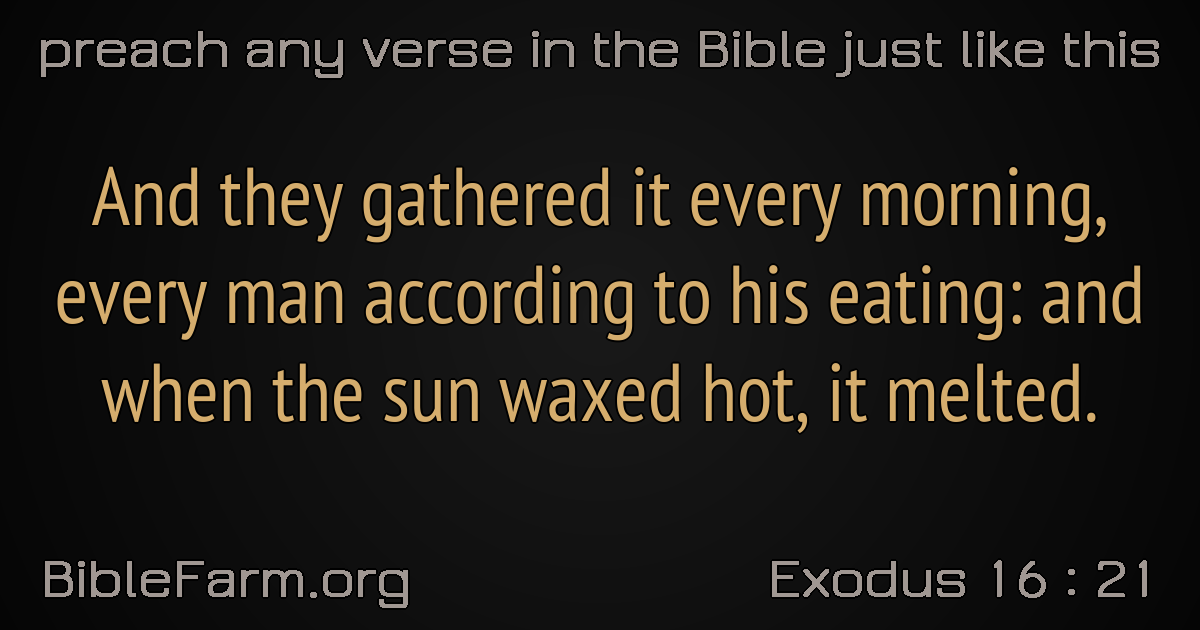 preach any verse in the Bible just like this
And they gathered it every morning,
every man according to his eating: and
when the sun waxed hot, it melted.
BibleFarm.org
Exodus 16 : 21